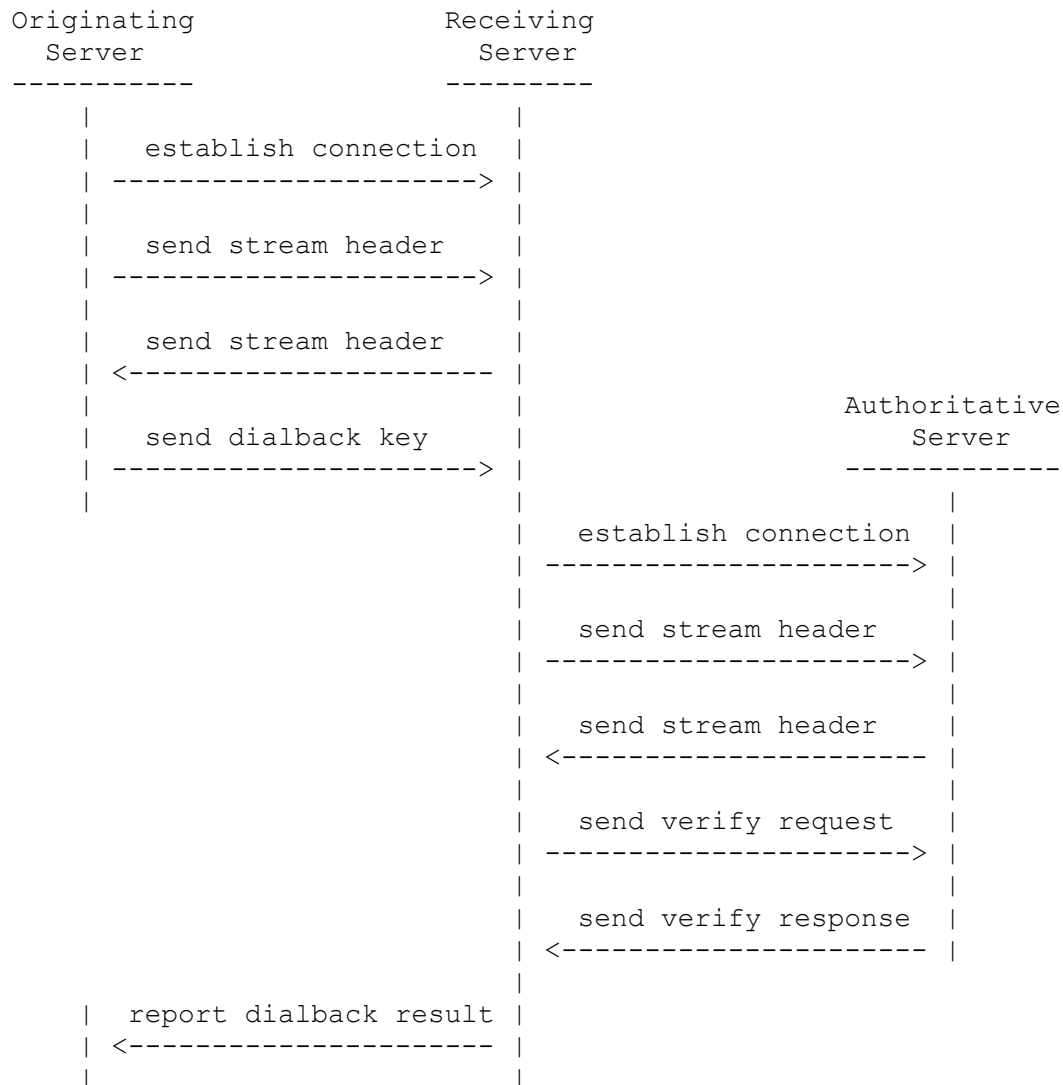 Originating Receiving
Server Server
----------- ---------
establish connection
send stream header
send stream header
Authoritative
send dialback key Server
-------------
establish connection
send stream header
send stream header
send verify request
send verify response
report dialback result